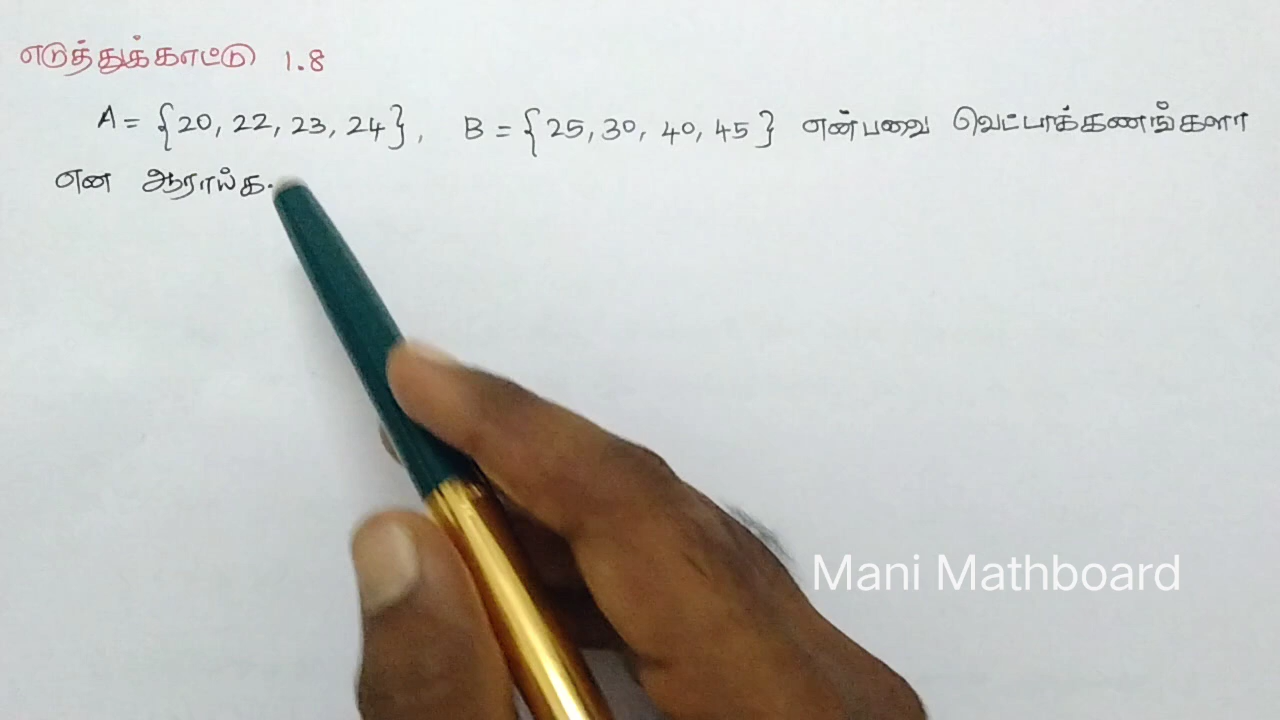 எடுத்துக்காட்டு 1.8
A = {20, 22, 23, 24}, B = {25, 30, 40, 45} என்பவை வெட்டாக்கணங்களா
என ஆராய்க.
Mani Mathboard